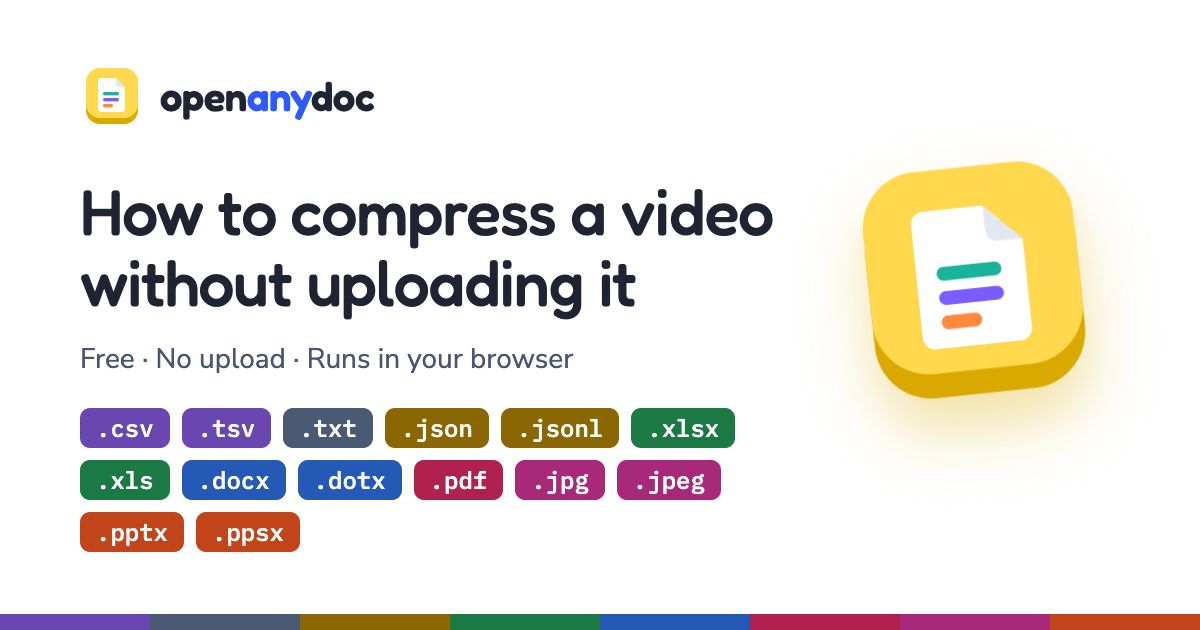 openanydoc
How to compress a video
without uploading it
Free · No upload · Runs in your browser
.csv .tsv .txt .json .jsonl .xlsx
.xls .docx .dotx .pdf .jpg .jpeg
.pptx .ppsx